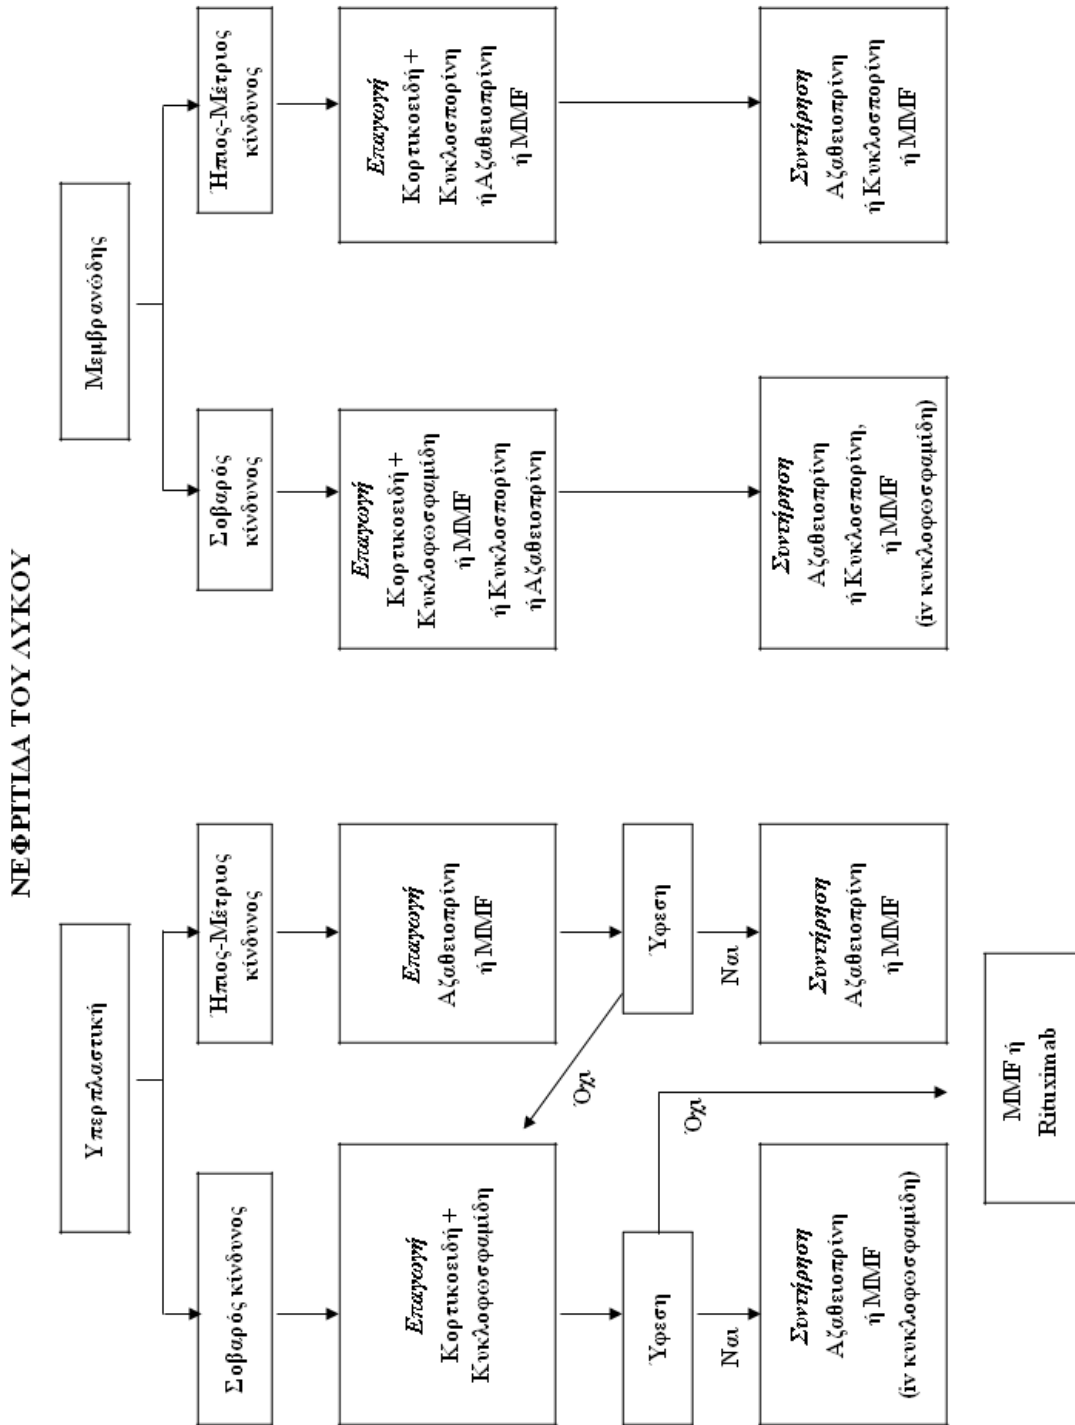 ΝΕΦΡΙΤΙΔΑ ΤΟΥ ΛΥΚΟΥ
Υπερπλαστική
Μεμβρανώδης
Σοβαρός κίνδυνος
Ήπιος-Μέτριος
κίνδυνος
Σοβαρός
κίνδυνος
Ήπιος-Μέτριος
κίνδυνος
Επαγωγή
Κορτικοειδή +
Κυκλοφωσφαμίδη
Επαγωγή
Αζαθειοπρίνη
ή MMF
Επαγωγή
Κορτικοειδή +
Κυκλοφωσφαμίδη
ή MMF
ή Κυκλοσπορίνη
ή Αζαθειοπρίνη
Επαγωγή
Κορτικοειδή +
Κυκλοσπορίνη
ή Αζαθειοπρίνη
ή MMF
Όχι
Ύφεση
Ύφεση
Ναι
Όχι
Ναι
Συντήρηση
Αζαθειοπρίνη
ή MMF
(iv κυκλοφωσφαμίδη)
Συντήρηση
Αζαθειοπρίνη
ή MMF
Συντήρηση
Αζαθειοπρίνη
ή Κυκλοσπορίνη,
ή MMF
(iv κυκλοφωσφαμίδη)
Συντήρηση
Αζαθειοπρίνη
ή Κυκλοσπορίνη
ή MMF
MMF ή
Rituximab